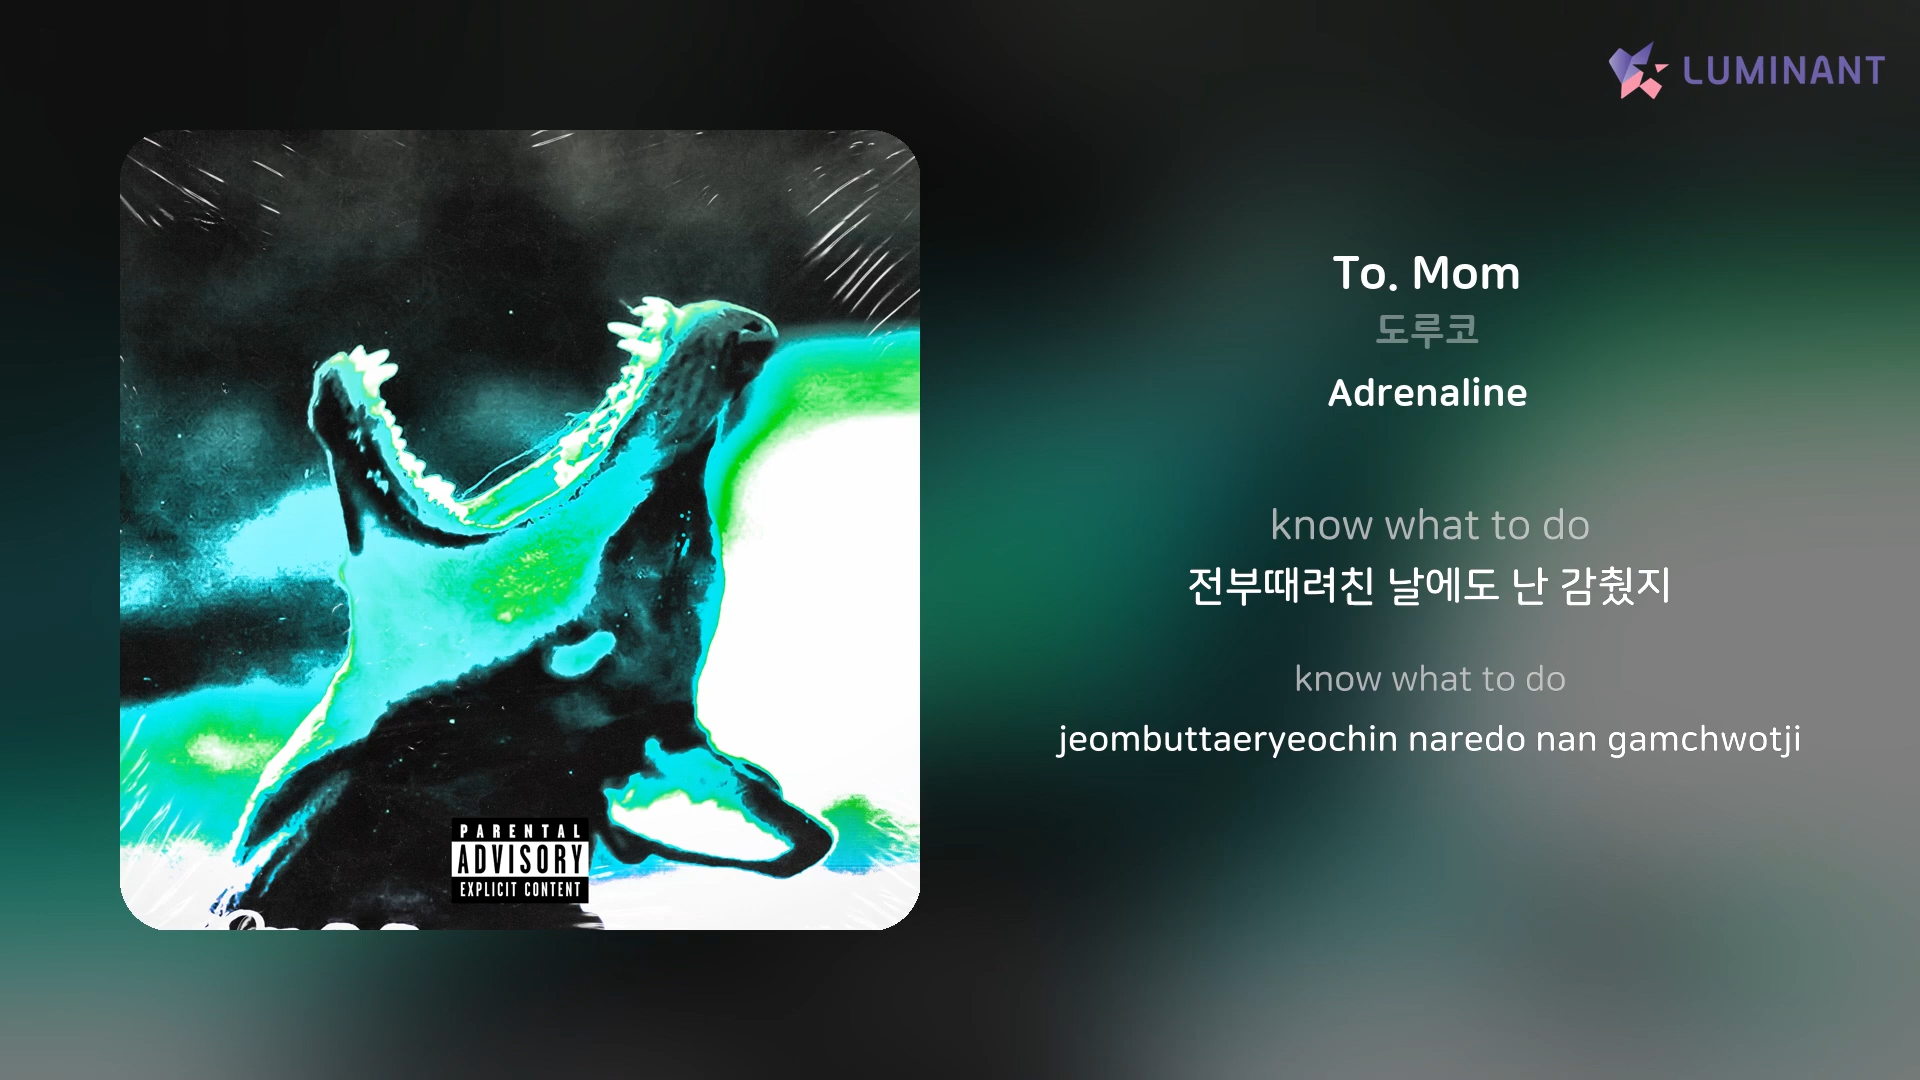 LUMINANT
To. Mom
도루코
Adrenaline
know what to do
전부때려친 날에도 난 감췄지
know what to do
jeombuttaeryeochin naredo nan gamchwotji
PARENTAL
ADVISORY
EXPLICIT CONTENT